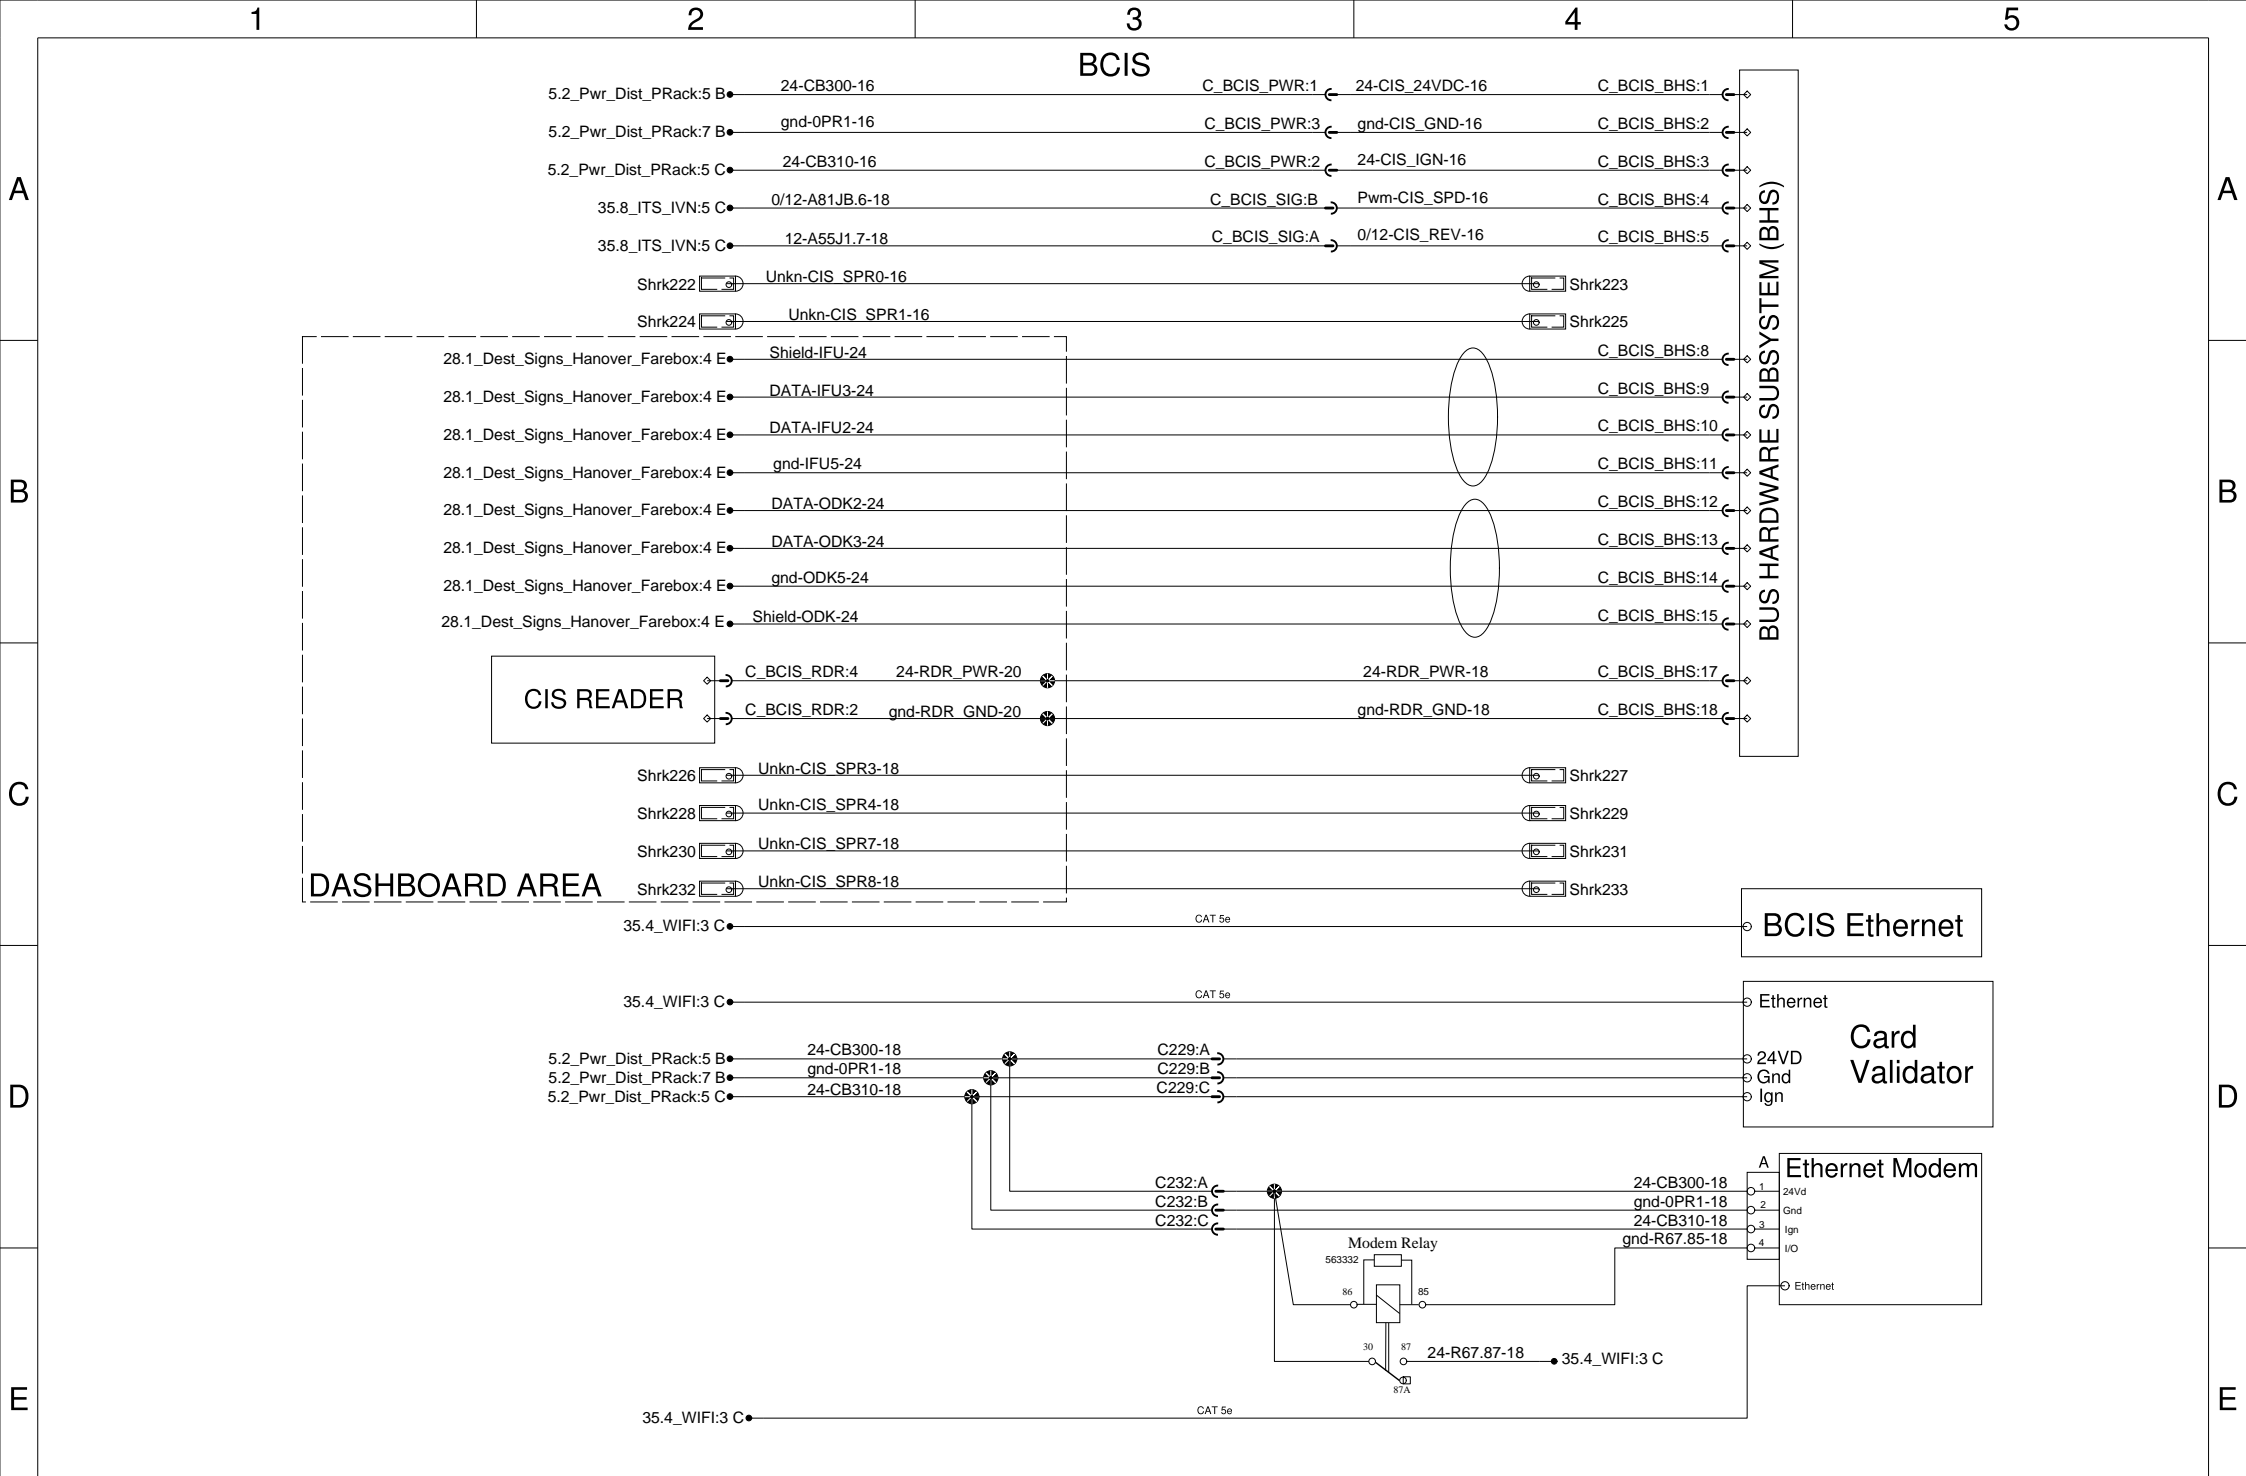 1 2 3 4 5
BCIS
5.2_Pwr_Dist_PRack:5 B 24-CB300-16 C_BCIS_PWR:1 24-CIS_24VDC-16 C_BCIS_BHS:1
5.2_Pwr_Dist_PRack:7 B gnd-0PR1-16 C_BCIS_PWR:3 gnd-CIS_GND-16 C_BCIS_BHS:2
5.2_Pwr_Dist_PRack:5 C 24-CB310-16 C_BCIS_PWR:2 24-CIS_IGN-16 C_BCIS_BHS:3
A A
35.8_ITS_IVN:5 C 0/12-A81JB.6-18 C_BCIS_SIG:B Pwm-CIS_SPD-16 C_BCIS_BHS:4
35.8_ITS_IVN:5 C 12-A55J1.7-18 C_BCIS_SIG:A 0/12-CIS_REV-16 C_BCIS_BHS:5
Shrk222 Unkn-CIS_SPR0-16 Shrk223
Shrk224 Unkn-CIS_SPR1-16 Shrk225
BUS HARDWARE SUBSYSTEM (BHS)
28.1_Dest_Signs_Hanover_Farebox:4 E Shield-IFU-24 C_BCIS_BHS:8
28.1_Dest_Signs_Hanover_Farebox:4 E DATA-IFU3-24 C_BCIS_BHS:9
28.1_Dest_Signs_Hanover_Farebox:4 E DATA-IFU2-24 C_BCIS_BHS:10
28.1_Dest_Signs_Hanover_Farebox:4 E gnd-IFU5-24 C_BCIS_BHS:11
B B
28.1_Dest_Signs_Hanover_Farebox:4 E DATA-ODK2-24 C_BCIS_BHS:12
28.1_Dest_Signs_Hanover_Farebox:4 E DATA-ODK3-24 C_BCIS_BHS:13
28.1_Dest_Signs_Hanover_Farebox:4 E gnd-ODK5-24 C_BCIS_BHS:14
28.1_Dest_Signs_Hanover_Farebox:4 E Shield-ODK-24 C_BCIS_BHS:15
CIS READER
C_BCIS_RDR:4 24-RDR_PWR-20 24-RDR_PWR-18 C_BCIS_BHS:17
C_BCIS_RDR:2 gnd-RDR_GND-20 gnd-RDR_GND-18 C_BCIS_BHS:18
Shrk226 Unkn-CIS_SPR3-18 Shrk227
C C
Shrk228 Unkn-CIS_SPR4-18 Shrk229
Shrk230 Unkn-CIS_SPR7-18 Shrk231
DASHBOARD AREA Shrk232 Unkn-CIS_SPR8-18 Shrk233
35.4_WIFI:3 C CAT 5e BCIS Ethernet
35.4_WIFI:3 C CAT 5e Ethernet
Card
Validator
5.2_Pwr_Dist_PRack:5 B 24-CB300-18 C229:A 24VD
5.2_Pwr_Dist_PRack:7 B gnd-0PR1-18 C229:B Gnd
5.2_Pwr_Dist_PRack:5 C 24-CB310-18 C229:C Ign
D D
A Ethernet Modem
C232:A 24-CB300-18 1 24Vd
C232:B gnd-0PR1-18 2 Gnd
C232:C 24-CB310-18 3 Ign
gnd-R67.85-18 4 I/O
Modem Relay
563332
Ethernet
86 85
30 87 24-R67.87-18 35.4_WIFI:3 C
87A
E E
35.4_WIFI:3 C CAT 5e